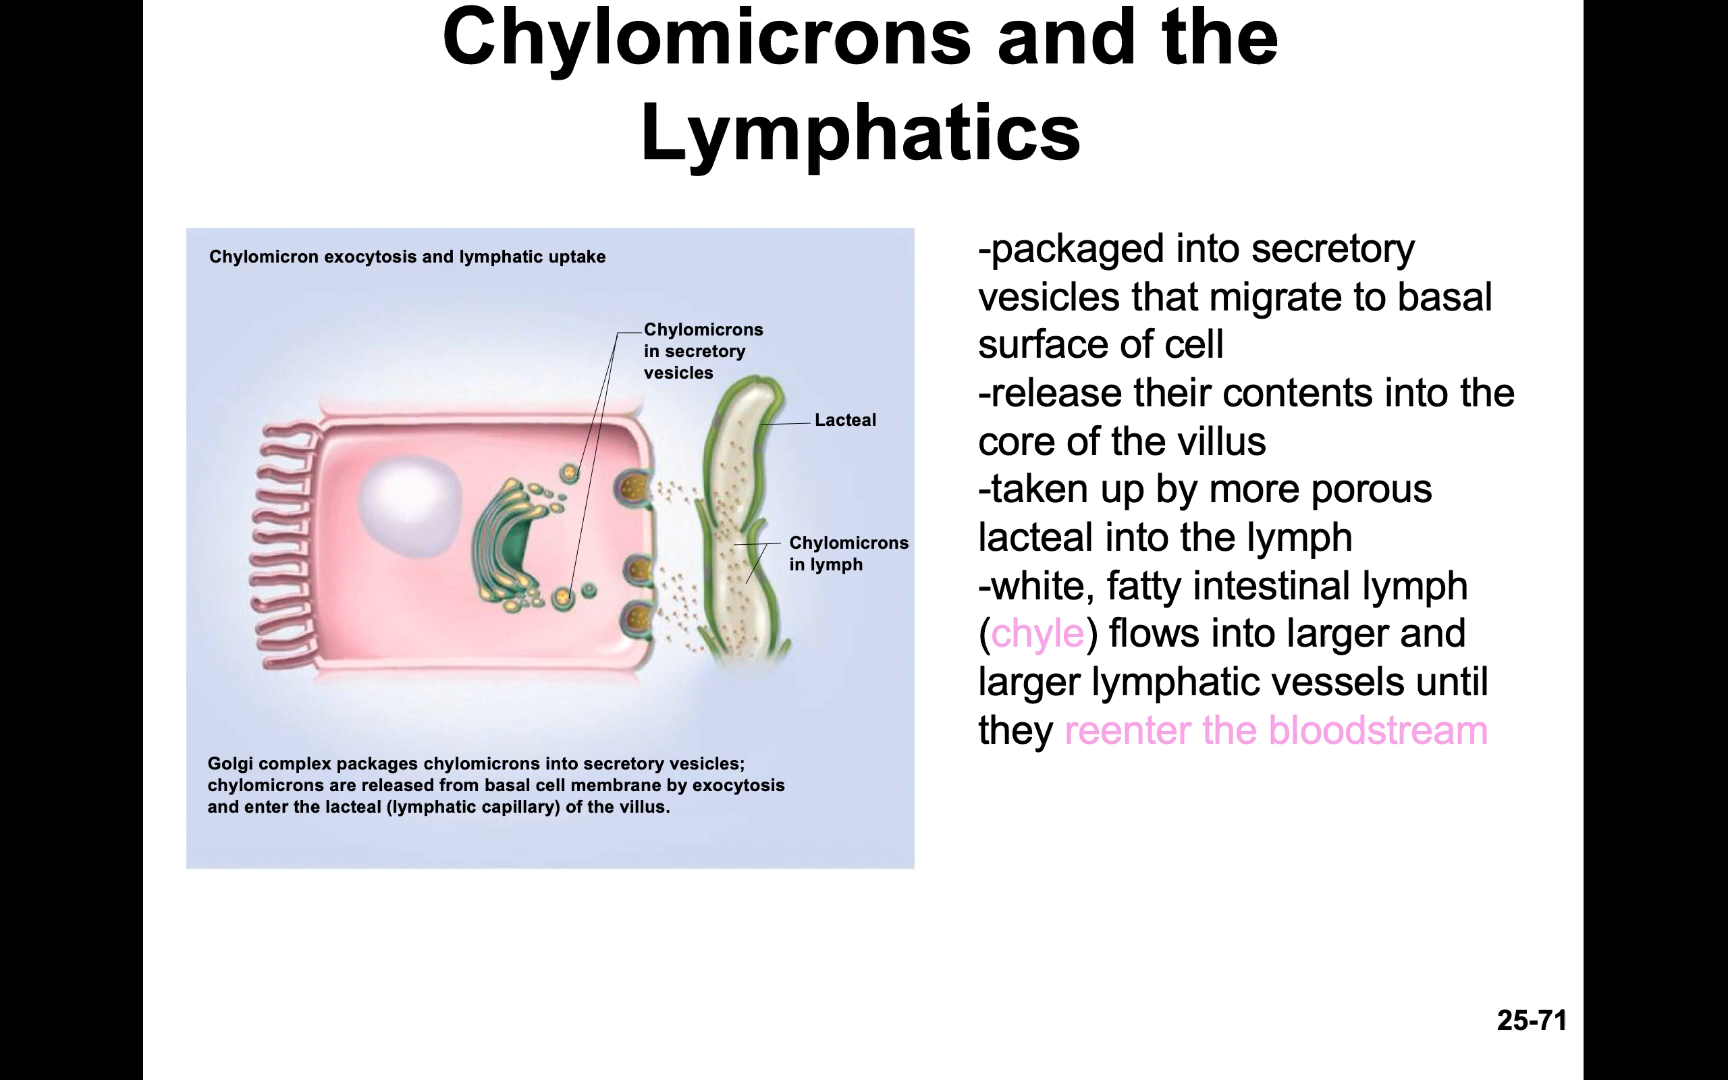 Chylomicrons and the
Lymphatics
Chylomicron exocytosis and lymphatic uptake
Chylomicrons
in secretory
vesicles
Lacteal
Chylomicrons
in lymph
Golgi complex packages chylomicrons into secretory vesicles;
chylomicrons are released from basal cell membrane by exocytosis
and enter the lacteal (lymphatic capillary) of the villus.
-packaged into secretory
vesicles that migrate to basal
surface of cell
-release their contents into the
core of the villus
-taken up by more porous
lacteal into the lymph
-white, fatty intestinal lymph
(chyle) flows into larger and
larger lymphatic vessels until
they reenter the bloodstream
25-71